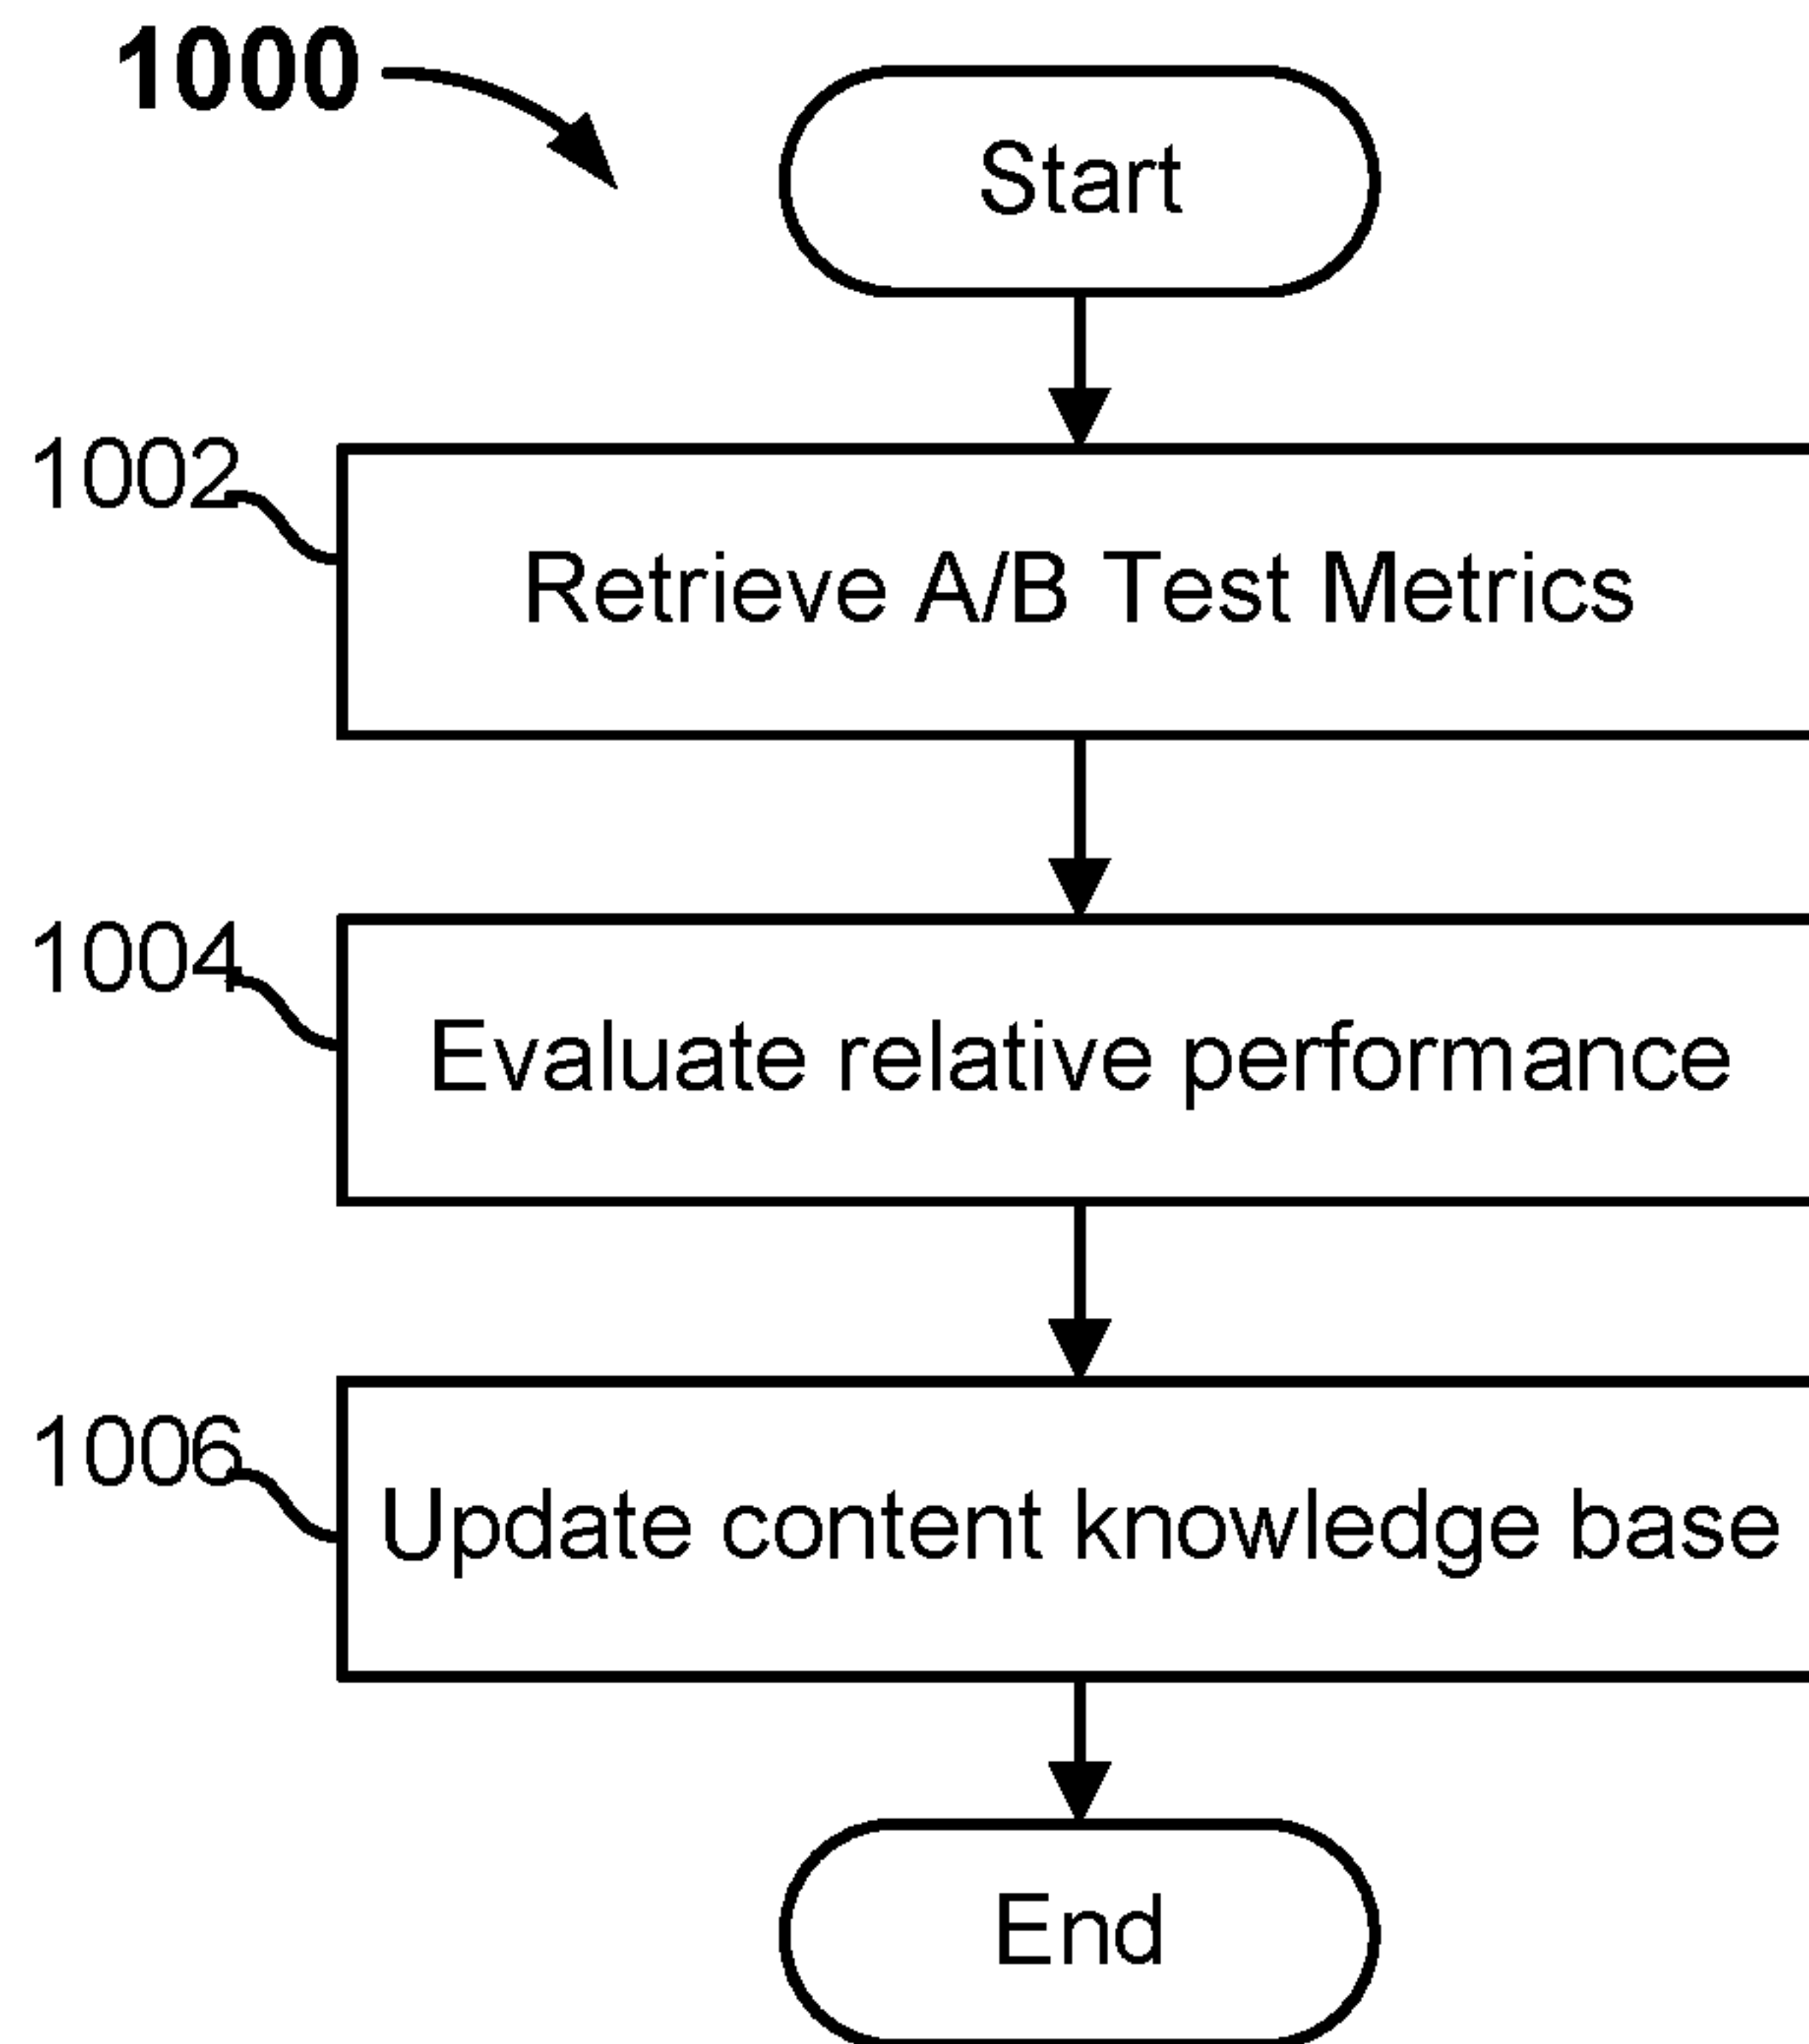 1000
Start
1002
Retrieve A/B Test Metrics
1004
Evaluate relative performance
1006
Update content knowledge base
End